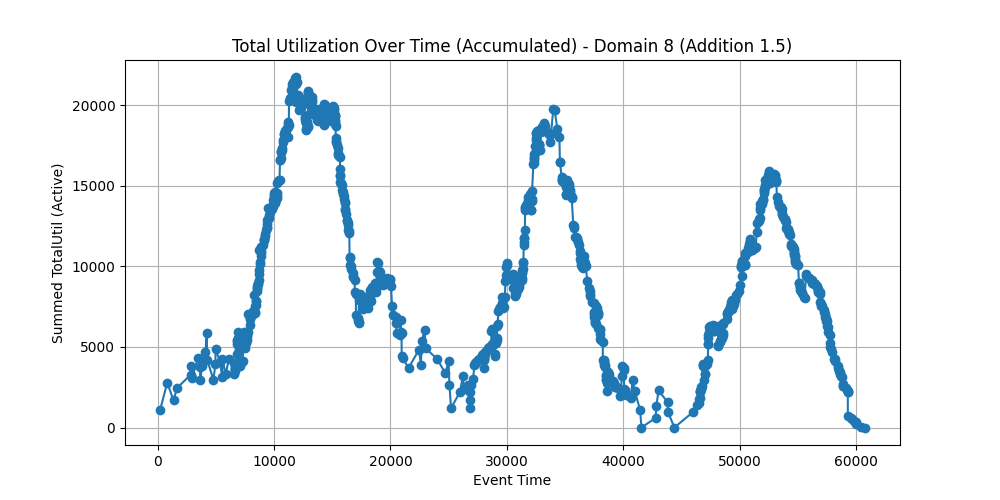 Total Utilization Over Time (Accumulated) - Domain 8 (Addition 1.5)
Summed TotalUtil (Active)
20000
15000
10000
5000
0
0 10000 20000 30000 40000 50000 60000
Event Time